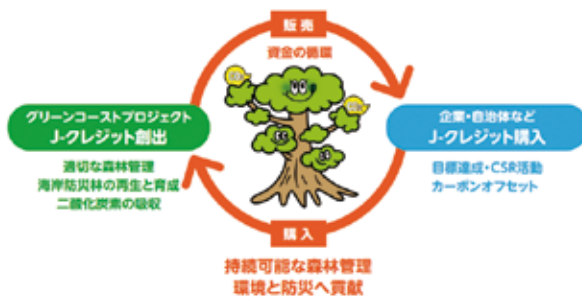 販売
資金の循環
グリーンコーストプロジェクト
J-クレジット創出
適切な森林管理
海岸防災林の再生と育成
二酸化炭素の吸収
企業・自治体など
J-クレジット購入
目標達成・CSR活動
カーボンオフセット
購入
持続可能な森林管理
環境と防災へ貢献